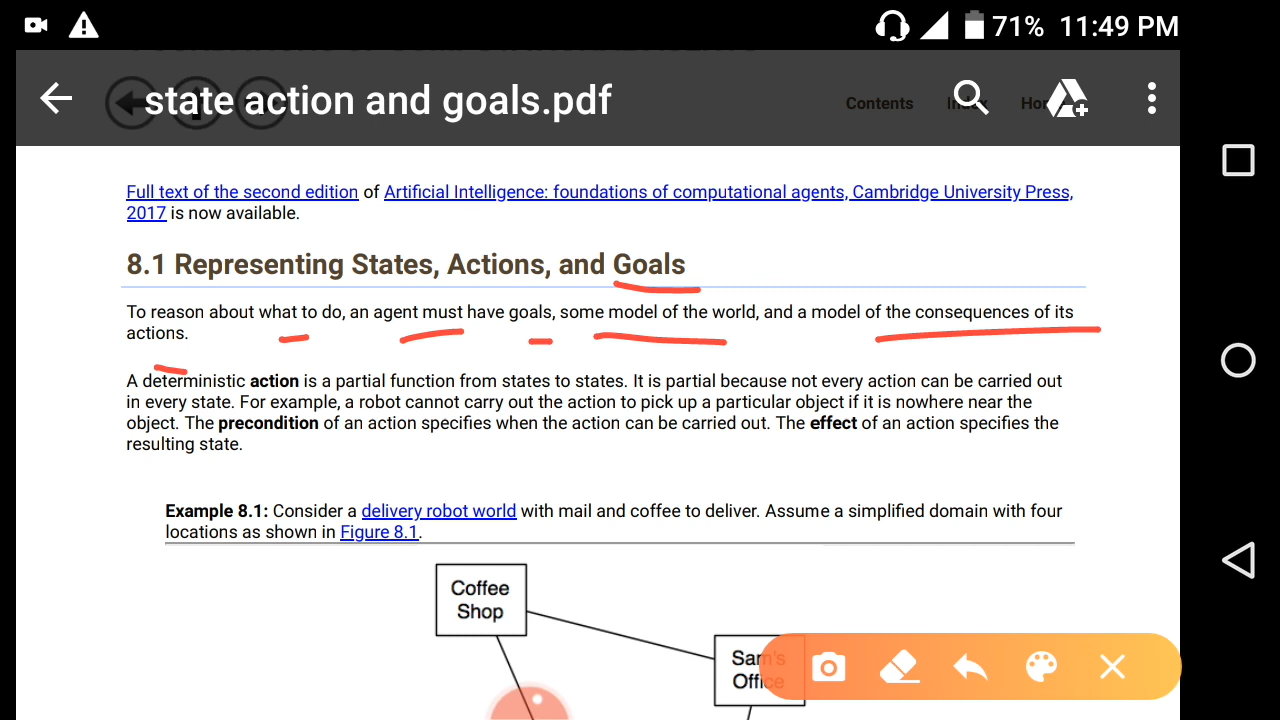 71% 11:49 PM
state action and goals.pdf
Contents Index Home
Full text of the second edition of Artificial Intelligence: foundations of computational agents, Cambridge University Press,
2017 is now available.
8.1 Representing States, Actions, and Goals
To reason about what to do, an agent must have goals, some model of the world, and a model of the consequences of its
actions.
A deterministic action is a partial function from states to states. It is partial because not every action can be carried out
in every state. For example, a robot cannot carry out the action to pick up a particular object if it is nowhere near the
object. The precondition of an action specifies when the action can be carried out. The effect of an action specifies the
resulting state.
Example 8.1: Consider a delivery robot world with mail and coffee to deliver. Assume a simplified domain with four
locations as shown in Figure 8.1.
Coffee
Shop
Sam's
Office